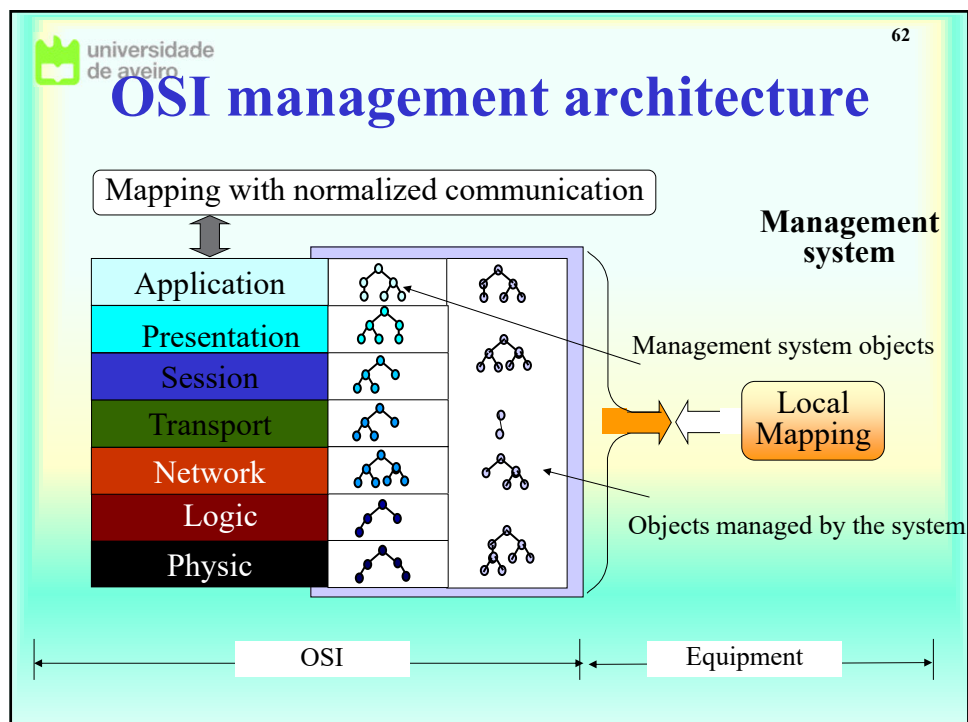 62
universidade
de aveiro
OSI management architecture
Mapping with normalized communication
Management
system
Application
Presentation
Session
Transport
Network
Logic
Physic
Management system objects
Local
Mapping
Objects managed by the system
OSI
Equipment